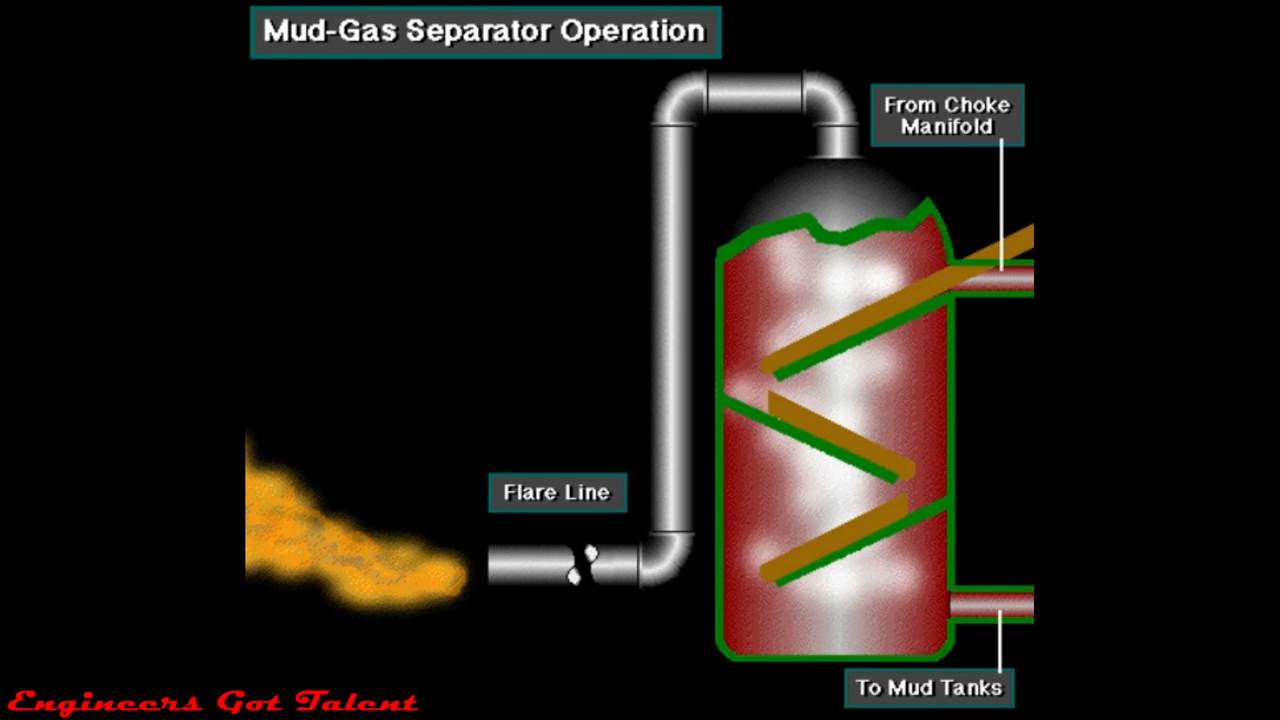 Mud-Gas Separator Operation
From Choke
Manifold
Flare Line
To Mud Tanks
Engineers Got Talent